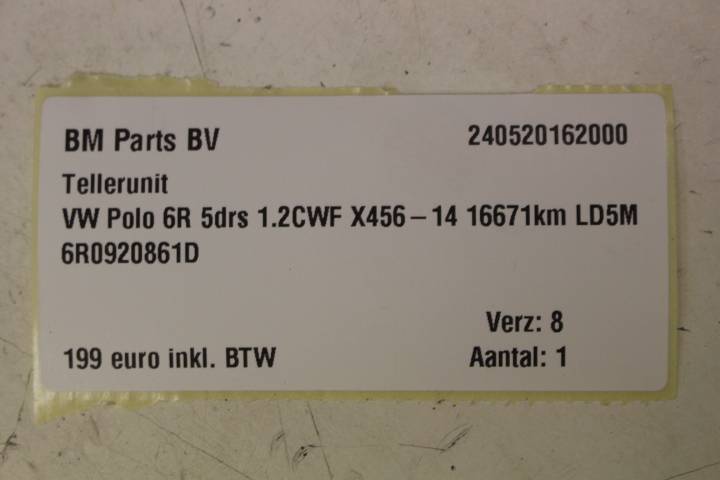 BM Parts BV 240520162000
Tellerunit
VW Polo 6R 5drs 1.2CWF X456-14 16671km LD5M
6R0920861D
Verz: 8
199 euro inkl. BTW Aantal: 1